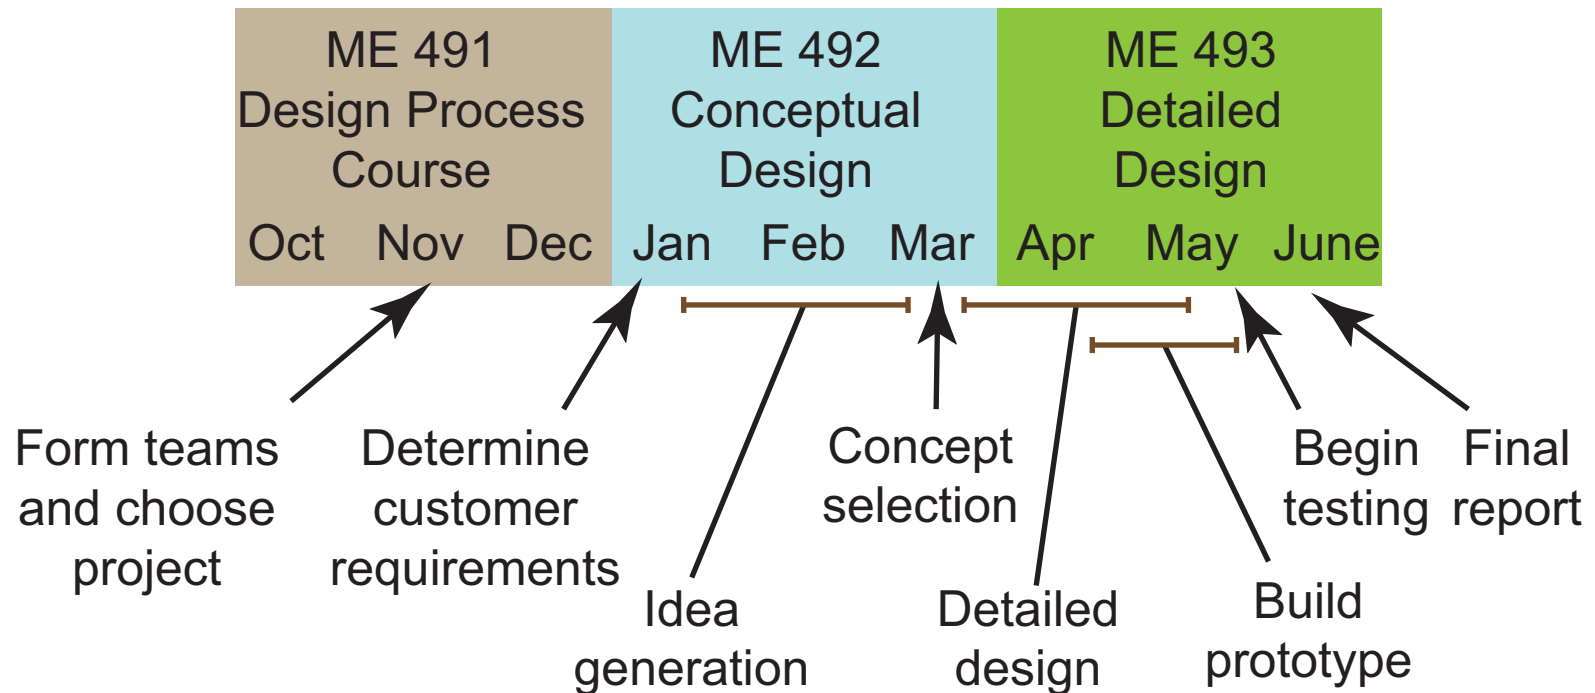 ME 491
Design Process
Course
ME 492
Conceptual
Design
ME 493
Detailed
Design
Oct Nov Dec Jan Feb Mar Apr May June
Form teams
and choose
project
Determine
customer
requirements
Idea
generation
Concept
selection
Detailed
design
Build
prototype
Begin
testing
Final
report